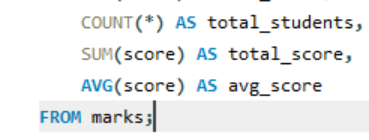 COUNT(*) AS total_students,
SUM(score) AS total_score,
AVG(score) AS avg_score
FROM marks;